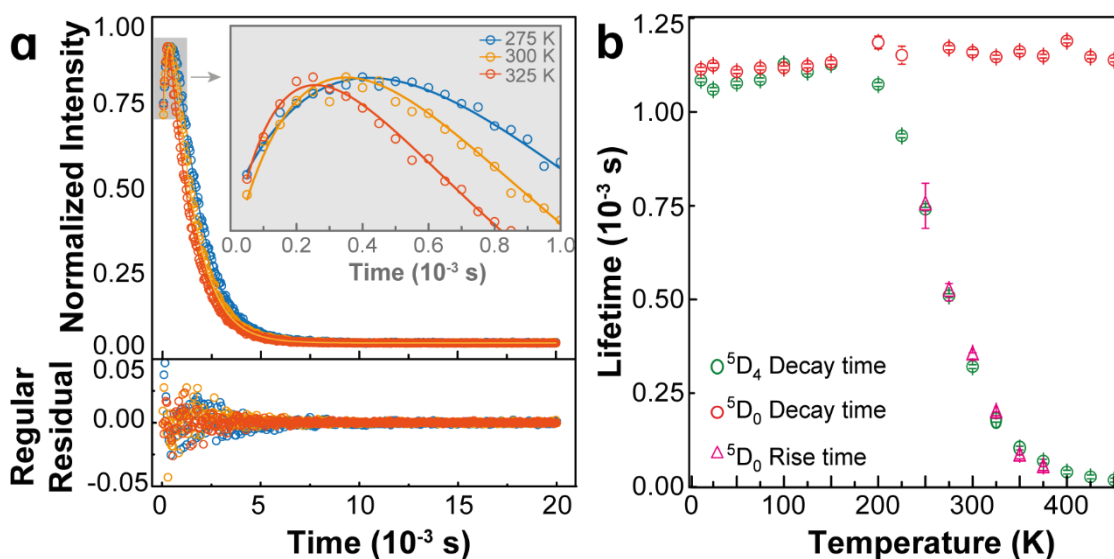 a
Normalized Intensity
1.00
0.75
0.50
0.25
0.00
275 K
300 K
325 K
0.0 0.2 0.4 0.6 0.8 1.0
Time (10⁻³ s)
Regular
Residual
0.05
0.00
-0.05
0 5 10 15 20
Time (10⁻³ s)
b
Lifetime (10⁻³ s)
1.25
1.00
0.75
0.50
0.25
0.00
⁵D₄ Decay time
⁵D₀ Decay time
⁵D₀ Rise time
0 100 200 300 400
Temperature (K)